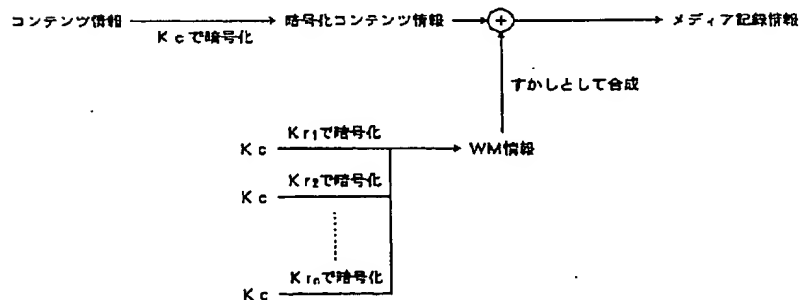 コンテンツ情報
Kcで暗号化
暗号化コンテンツ情報
+
メディア記録情報
すかしとして合成
Kc
Kr1で暗号化
WM情報
Kc
Kr2で暗号化
Kc
Krnで暗号化